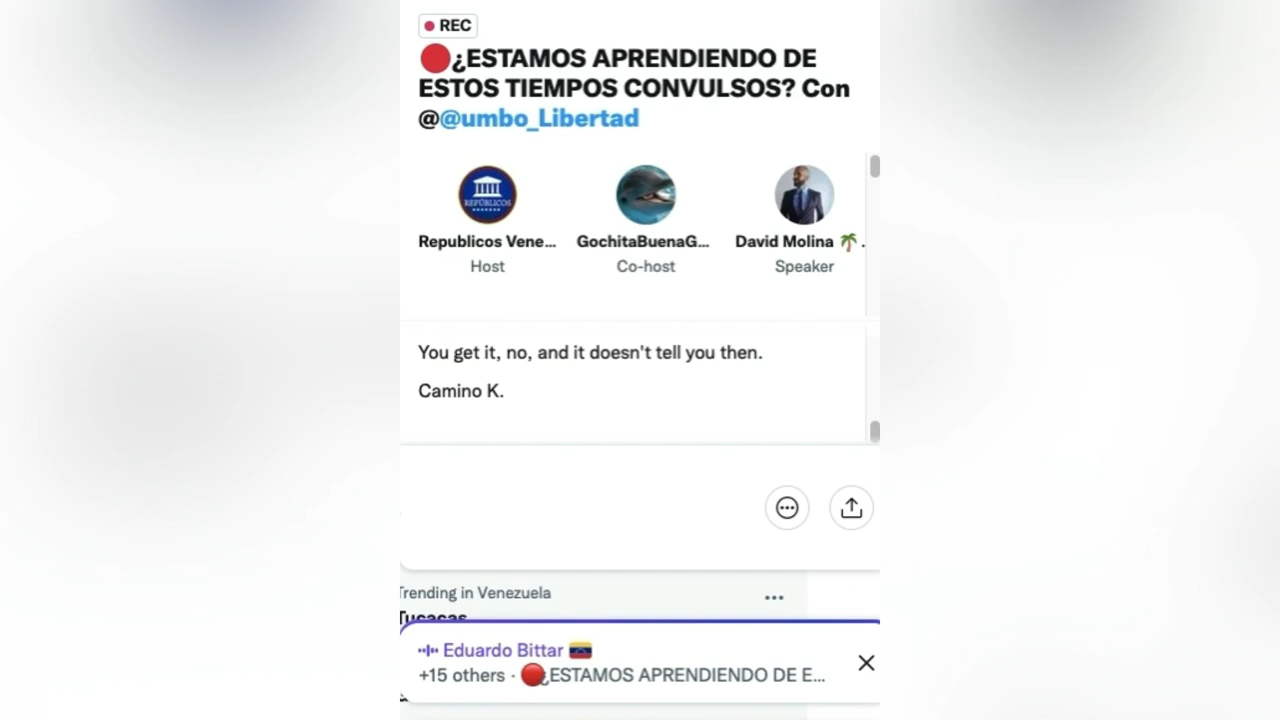 REC
🔴¿ESTAMOS APRENDIENDO DE
ESTOS TIEMPOS CONVULSOS? Con
@@umbo_Libertad
REPÚBLICOS
Republicos Vene...
GochitaBuenaG...
David Molina 🌴.
Host
Co-host
Speaker
You get it, no, and it doesn't tell you then.
Camino K.
Trending in Venezuela
Tucacas
Eduardo Bittar 🇻🇪
+15 others · 🔴¿ESTAMOS APRENDIENDO DE E...